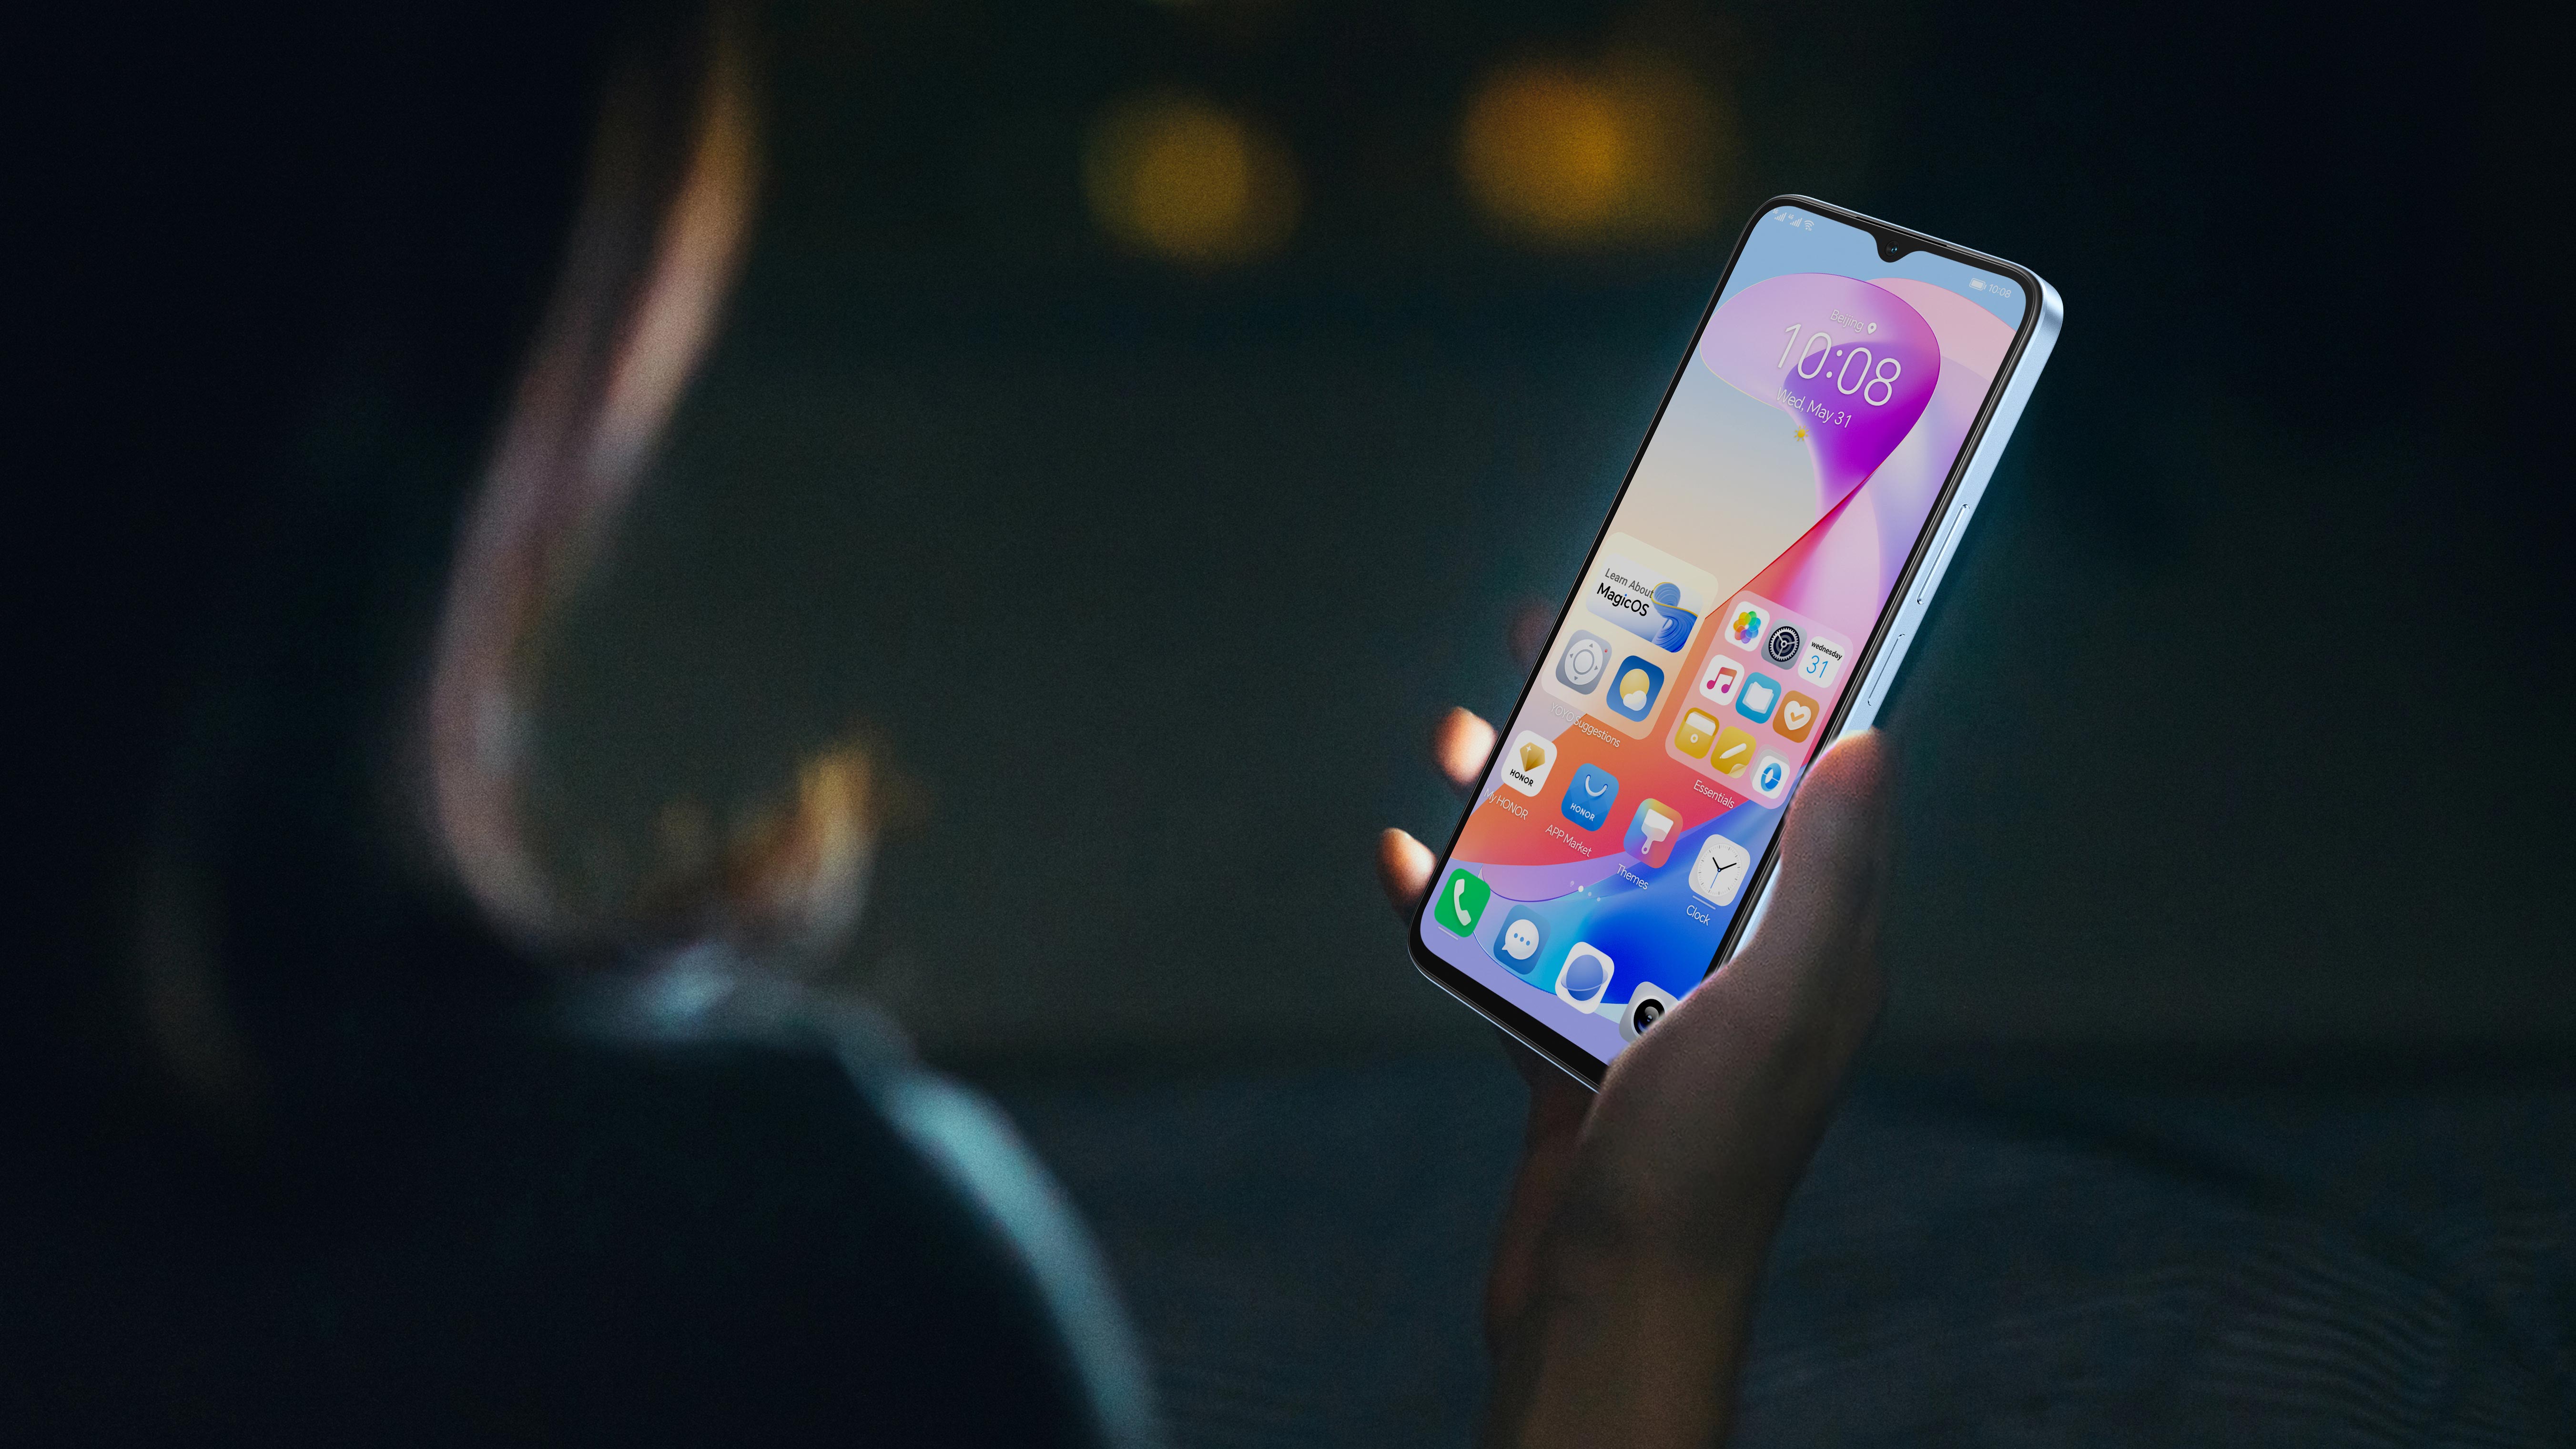 10:08
Beijing
10:08
Wed, May 31
Learn About
MagicOS
wednesday
31
YOYO Suggestions
Essentials
HONOR
My HONOR
HONOR
APP Market
Themes
Clock